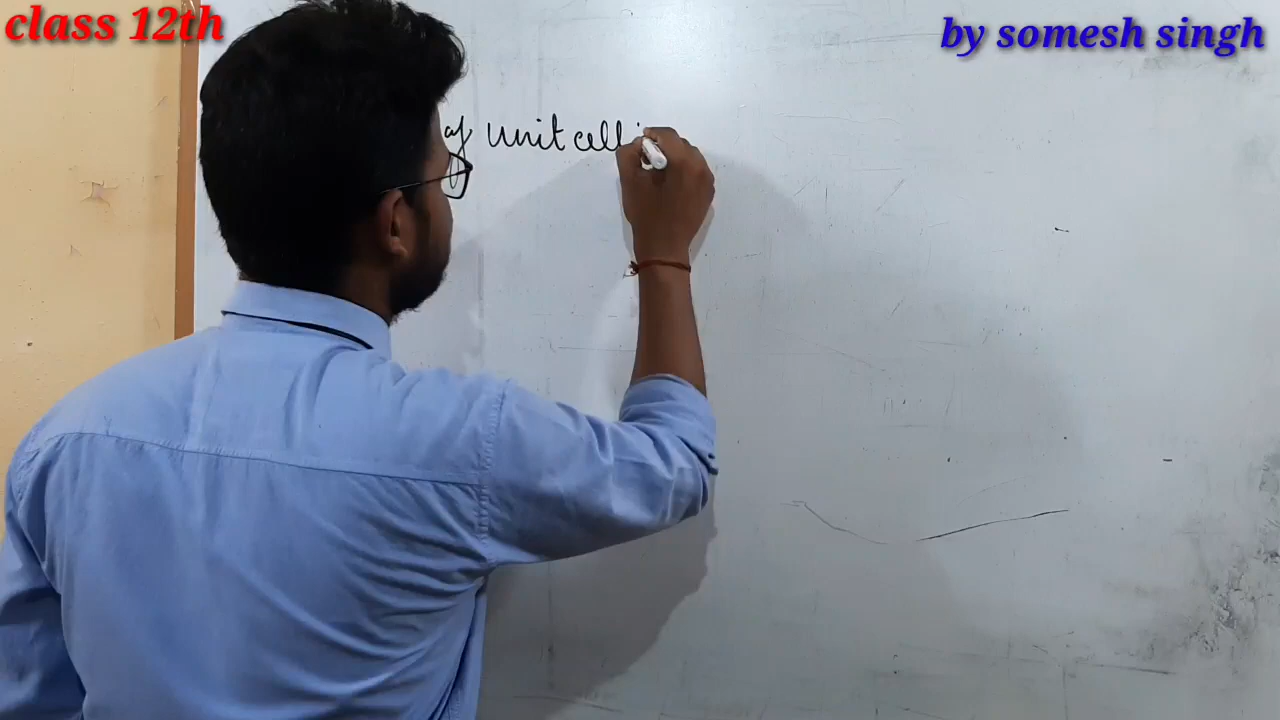 class 12th
by somesh singh
of unit cell